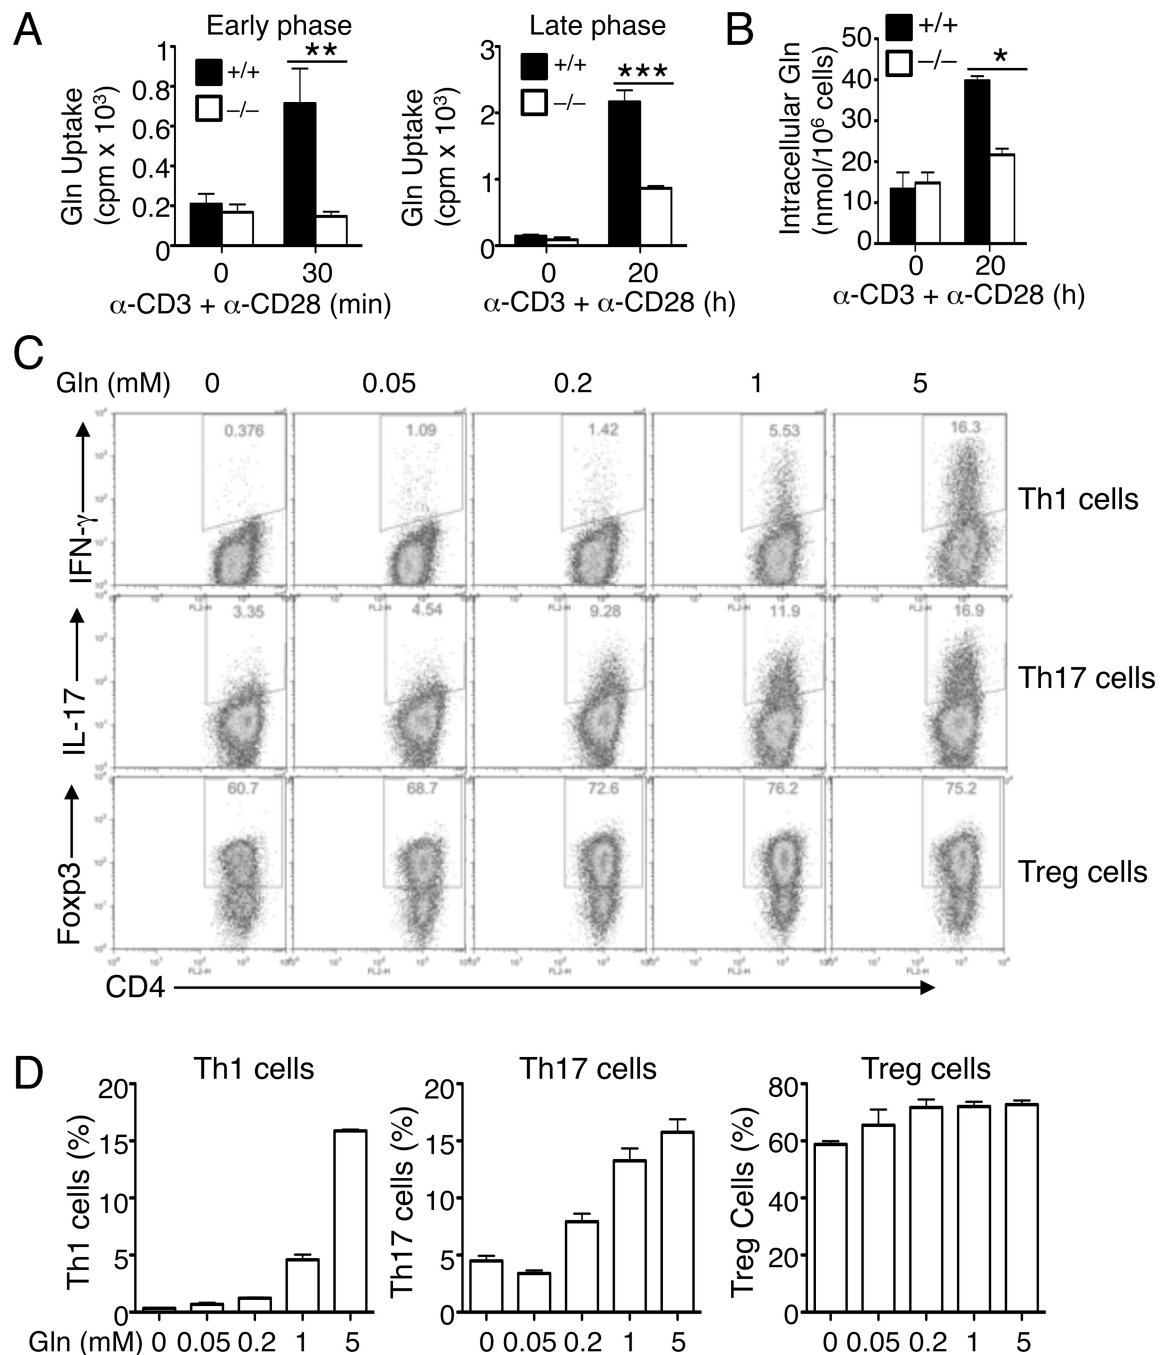 A
Early phase
Gln Uptake
(cpm x 10³)
1
0.8
0.6
0.4
0.2
0
+/+
–/–
**
0
30
α-CD3 + α-CD28 (min)
Late phase
Gln Uptake
(cpm x 10³)
3
2
1
0
+/+
–/–
***
0
20
α-CD3 + α-CD28 (h)
B
Intracellular Gln
(nmol/10⁶ cells)
50
40
30
20
10
0
+/+
–/–
*
0
20
α-CD3 + α-CD28 (h)
C
Gln (mM) 0 0.05 0.2 1 5
IFN-γ
0.376 1.09 1.42 5.53 16.3
Th1 cells
IL-17
3.35 4.54 9.28 11.9 16.9
Th17 cells
Foxp3
60.7 68.7 72.6 76.2 75.2
Treg cells
FL2-H FL2-H FL2-H FL2-H FL2-H
CD4
D
Th1 cells
Th1 cells (%)
20
15
10
5
0
Gln (mM) 0 0.05 0.2 1 5
Th17 cells
Th17 cells (%)
20
15
10
5
0
0 0.05 0.2 1 5
Treg cells
Treg Cells (%)
80
60
40
20
0
0 0.05 0.2 1 5